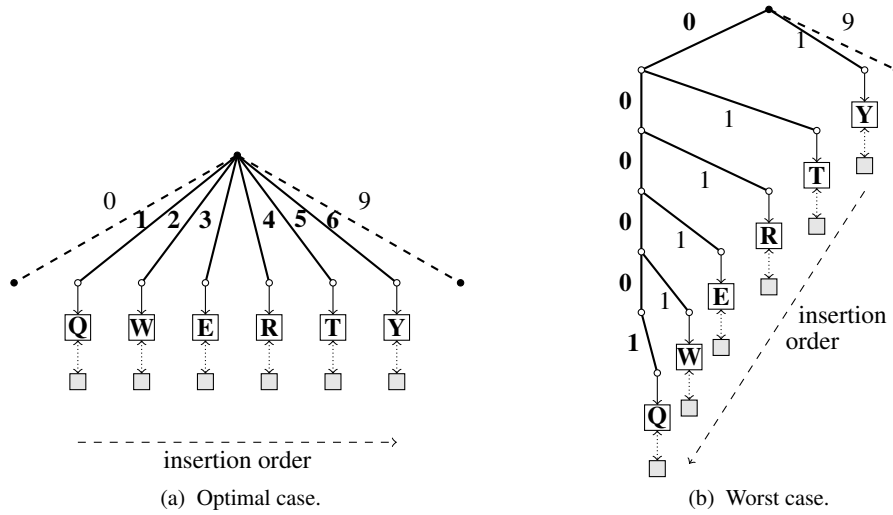 0 1 2 3 4 5 6 9
Q W E R T Y
insertion order
(a) Optimal case.
0 1 9
Y
0 1
T
0 1
R
0 1
E
0 1
W
1
Q
insertion
order
(b) Worst case.